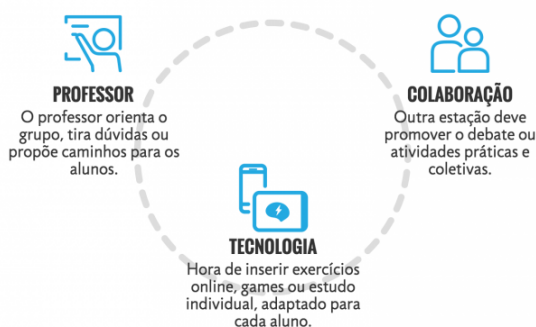 PROFESSOR
O professor orienta o
grupo, tira dúvidas ou
propõe caminhos para os
alunos.
COLABORAÇÃO
Outra estação deve
promover o debate ou
atividades práticas e
coletivas.
TECNOLOGIA
Hora de inserir exercícios
online, games ou estudo
individual, adaptado para
cada aluno.